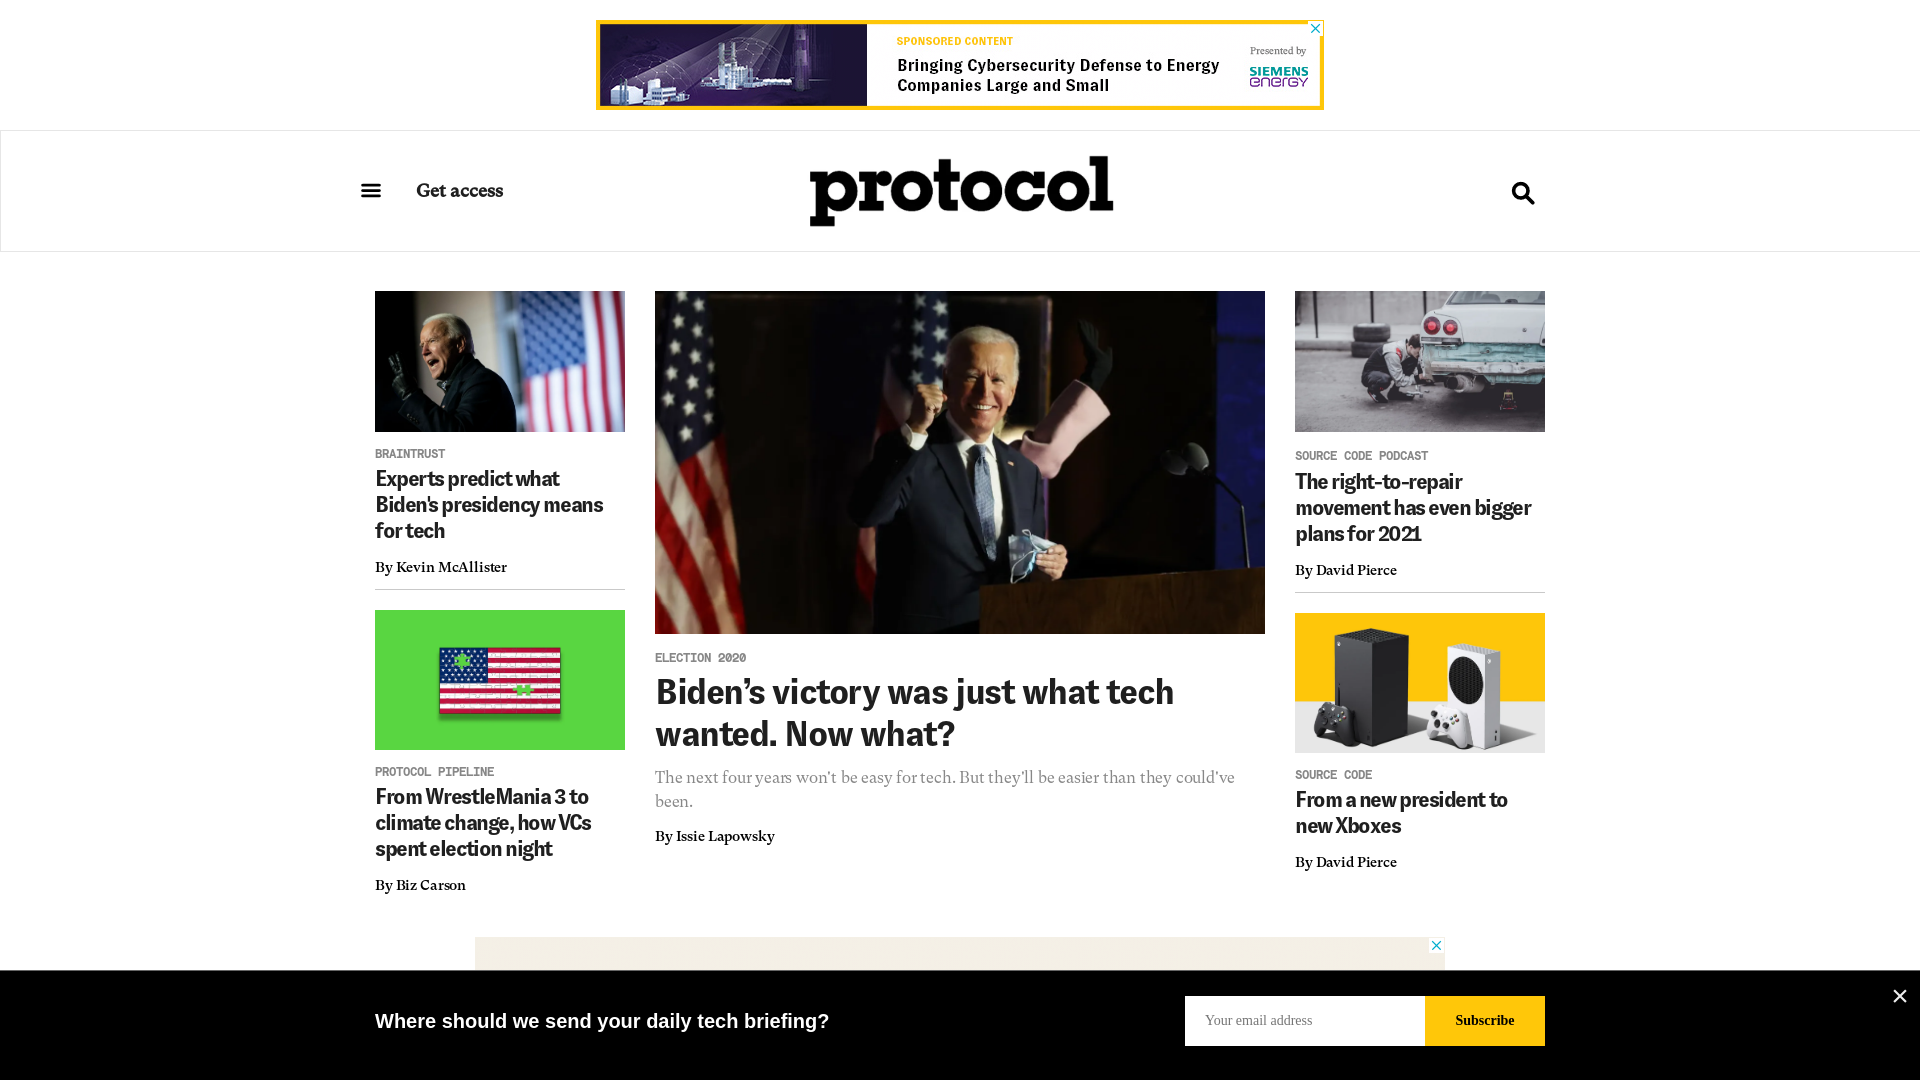 SPONSORED CONTENT
Bringing Cybersecurity Defense to Energy
Companies Large and Small
Presented by
SIEMENS
energy
Get access
protocol
BRAINTRUST
Experts predict what
Biden's presidency means
for tech
By Kevin McAllister
PROTOCOL PIPELINE
From WrestleMania 3 to
climate change, how VCs
spent election night
By Biz Carson
ELECTION 2020
Biden’s victory was just what tech
wanted. Now what?
The next four years won't be easy for tech. But they'll be easier than they could've
been.
By Issie Lapowsky
SOURCE CODE PODCAST
The right-to-repair
movement has even bigger
plans for 2021
By David Pierce
SOURCE CODE
From a new president to
new Xboxes
By David Pierce
Where should we send your daily tech briefing?
Your email address
Subscribe